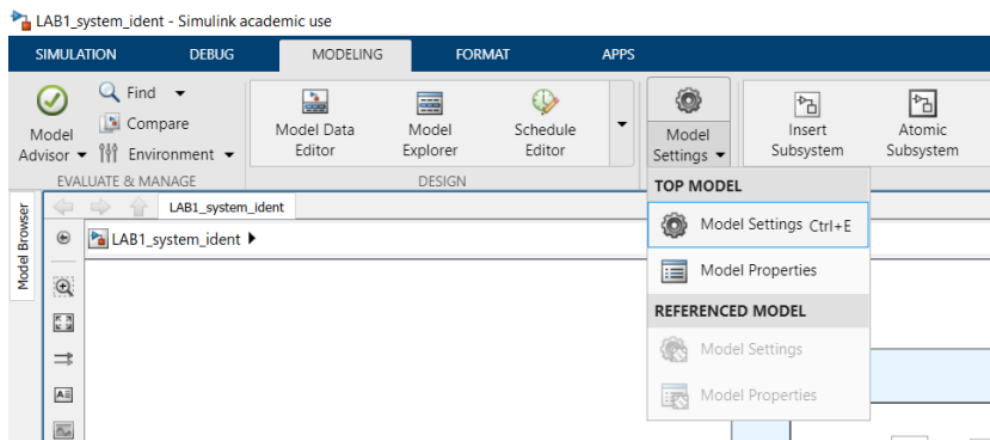 LAB1_system_ident - Simulink academic use
SIMULATION DEBUG MODELING FORMAT APPS
Model Advisor
Find
Compare
Environment
Model Data Editor
Model Explorer
Schedule Editor
Model Settings
Insert Subsystem
Atomic Subsystem
EVALUATE & MANAGE
DESIGN
TOP MODEL
Model Settings Ctrl+E
Model Properties
REFERENCED MODEL
Model Settings
Model Properties
Model Browser
LAB1_system_ident
LAB1_system_ident